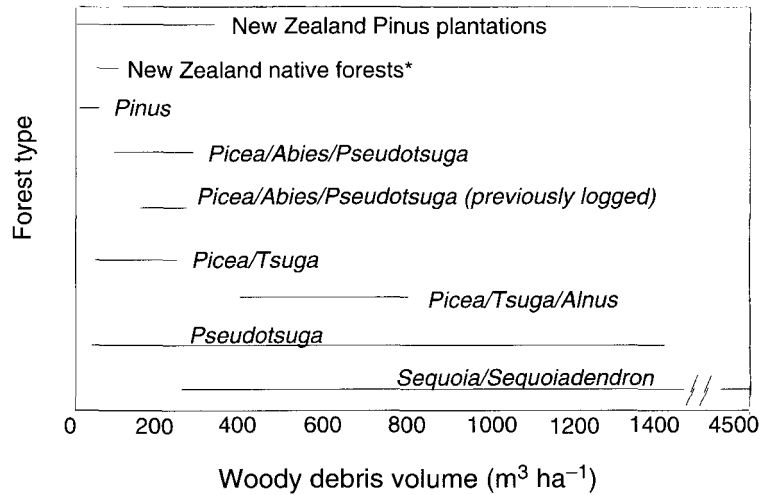 New Zealand Pinus plantations
New Zealand native forests*
Pinus
Picea/Abies/Pseudotsuga
Picea/Abies/Pseudotsuga (previously logged)
Picea/Tsuga
Picea/Tsuga/Alnus
Pseudotsuga
Sequoia/Sequoiadendron
Forest type
0 200 400 600 800 1000 1200 1400 4500
Woody debris volume (m³ ha⁻¹)